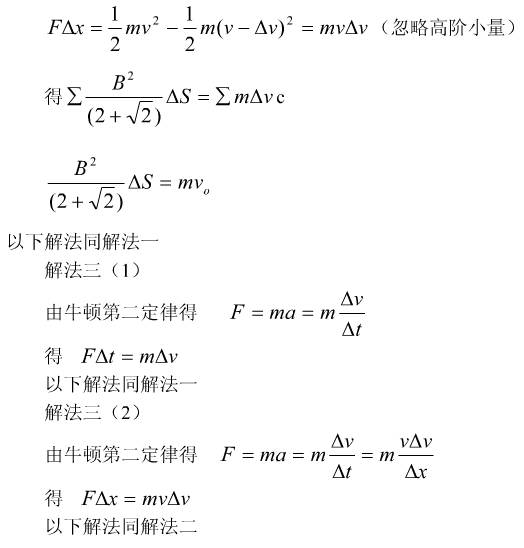 FΔx = 1/2 mv² − 1/2 m(v − Δv)² = mvΔv（忽略高阶小量）
得 ∑ B²/(2+√2) ΔS = ∑ mΔv c
B²/(2+√2) ΔS = mv₀
以下解法同解法一
解法三（1）
由牛顿第二定律得 F = ma = m Δv/Δt
得 FΔt = mΔv
以下解法同解法一
解法三（2）
由牛顿第二定律得 F = ma = m Δv/Δt = m vΔv/Δx
得 FΔx = mvΔv
以下解法同解法二